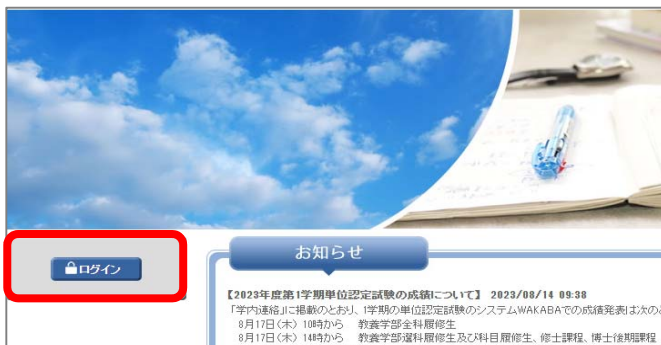 ログイン
お知らせ
【2023年度第1学期単位認定試験の成績について】 2023/08/14 09:38
「学内連絡」に掲載のとおり、1学期の単位認定試験のシステムWAKABAでの成績発表は次の
8月17日(木) 10時から 教養学部全科履修生
8月17日(木) 14時から 教養学部選科履修生及び科目履修生、修士課程、博士後期課程